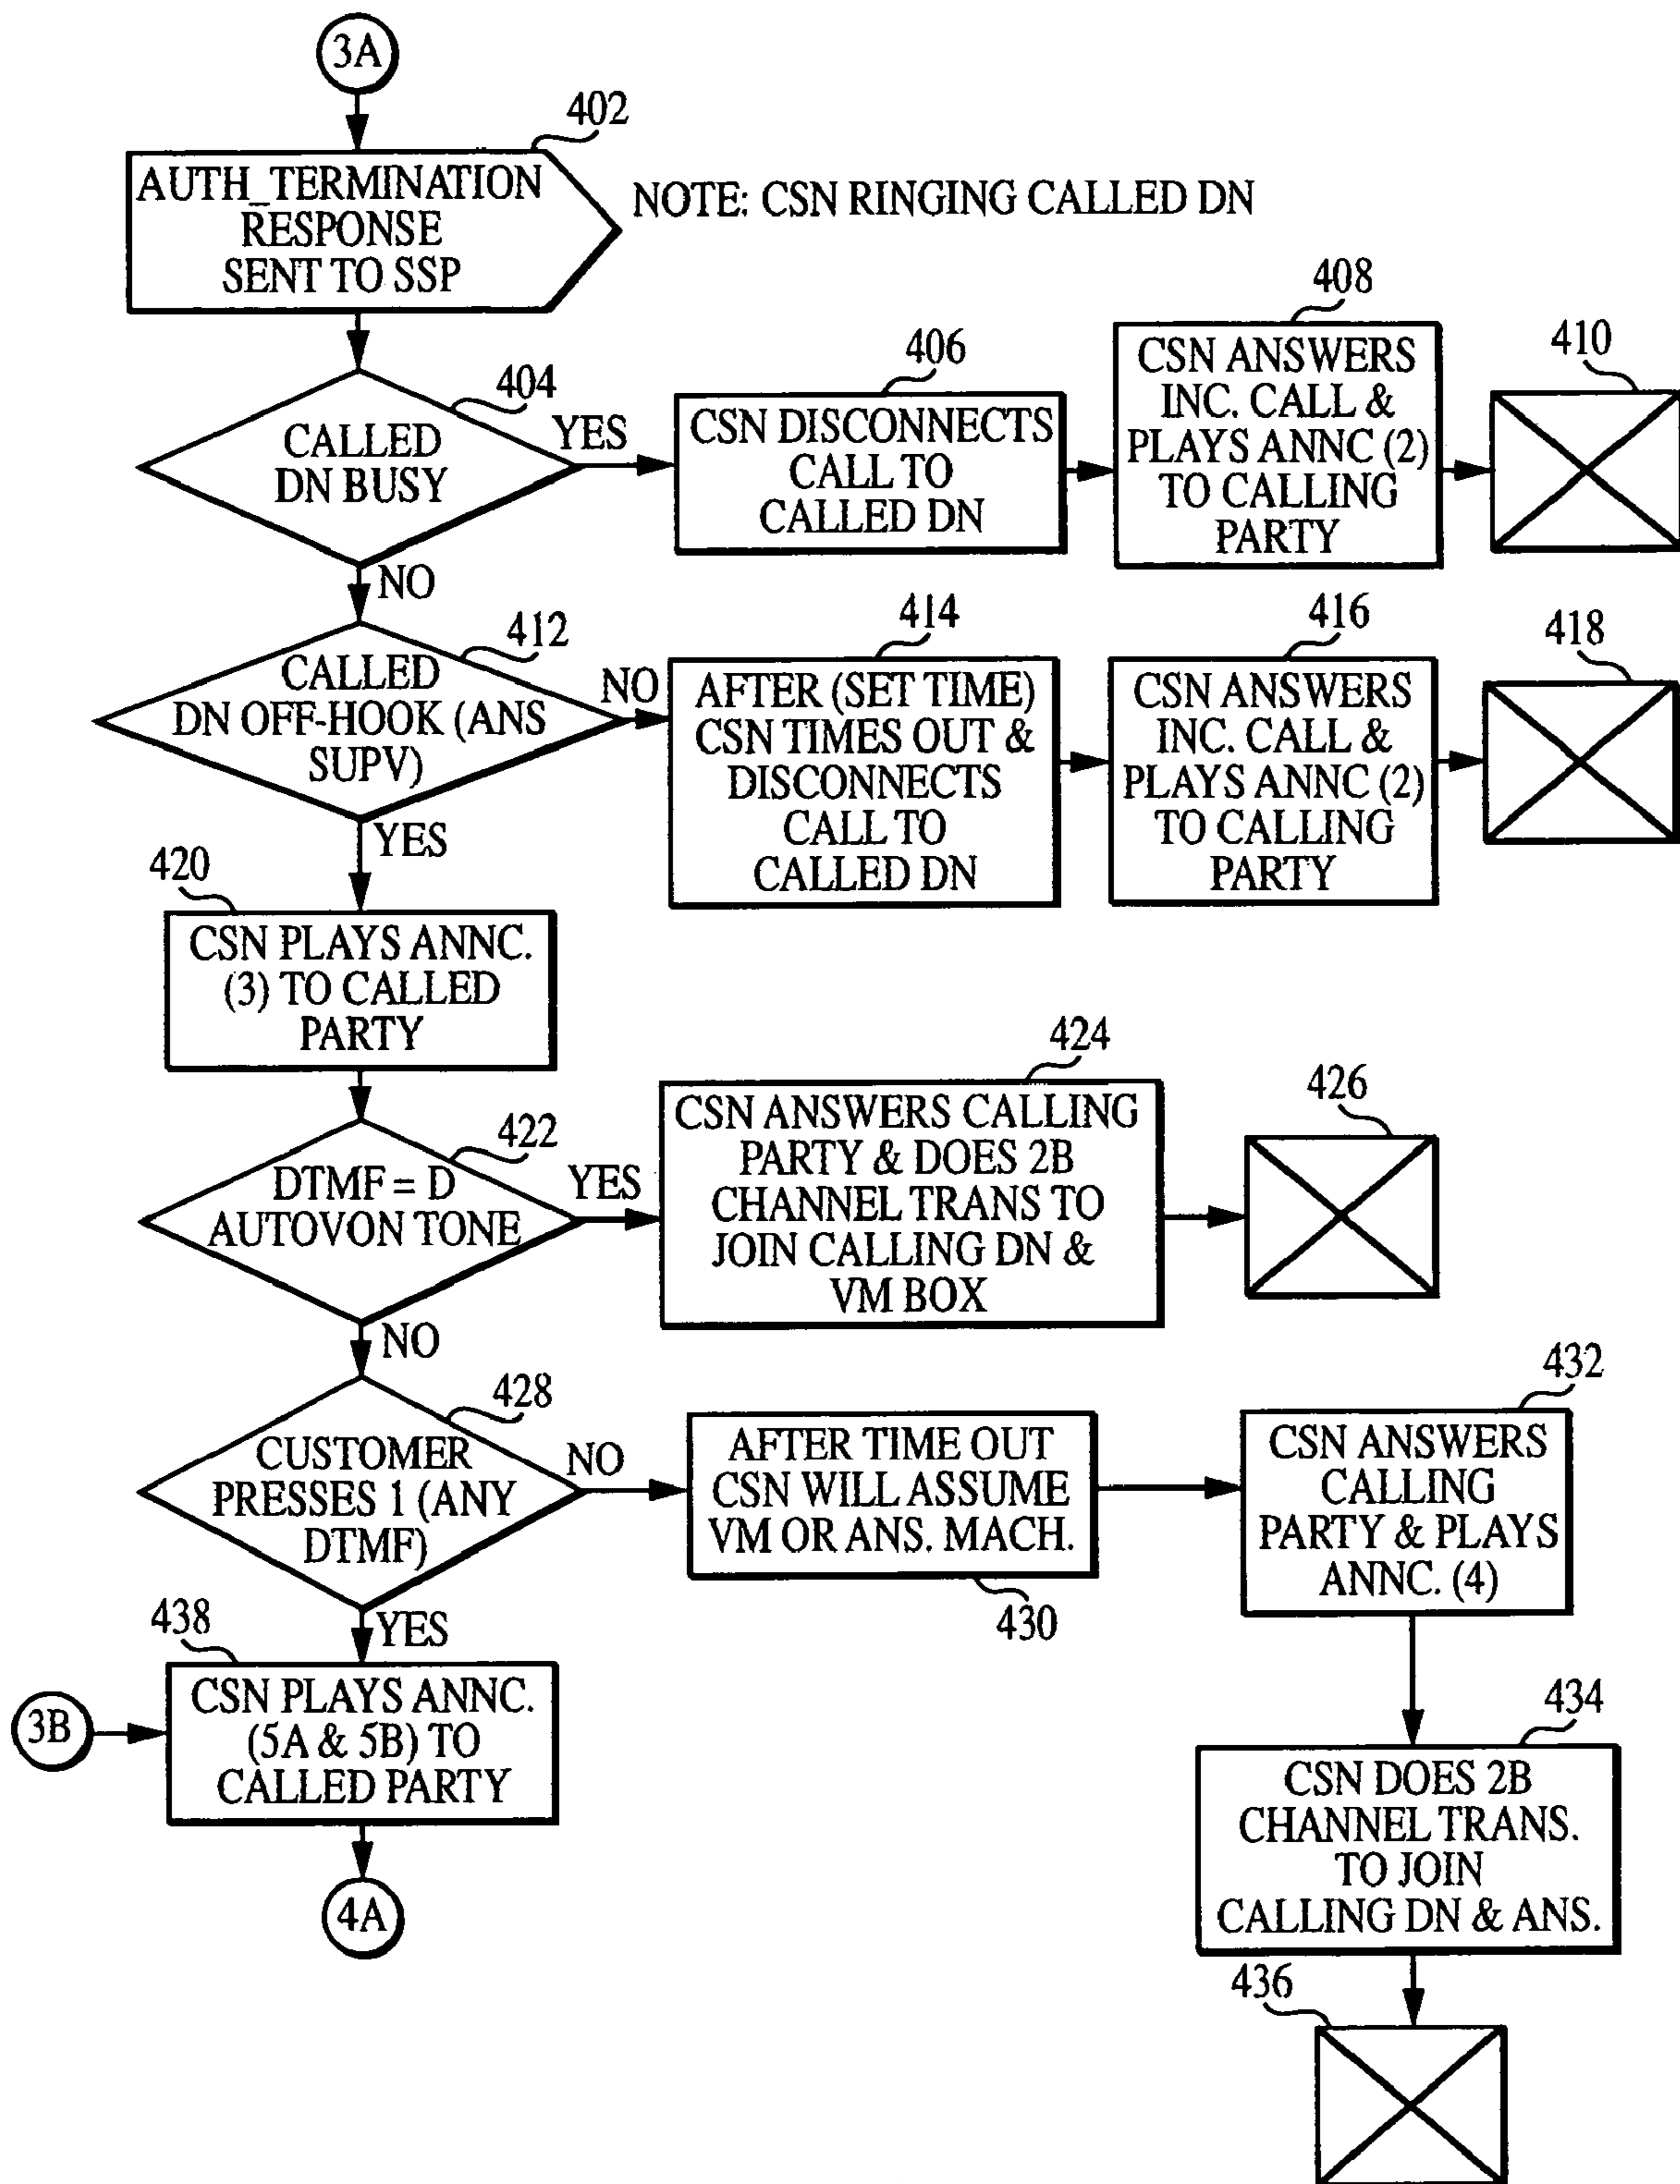 3A
402
AUTH_TERMINATION
RESPONSE
SENT TO SSP
NOTE: CSN RINGING CALLED DN
404
CALLED
DN BUSY
YES
406
CSN DISCONNECTS
CALL TO
CALLED DN
408
CSN ANSWERS
INC. CALL &
PLAYS ANNC (2)
TO CALLING
PARTY
410
NO
412
CALLED
DN OFF-HOOK (ANS
SUPV)
NO
414
AFTER (SET TIME)
CSN TIMES OUT &
DISCONNECTS
CALL TO
CALLED DN
416
CSN ANSWERS
INC. CALL &
PLAYS ANNC (2)
TO CALLING
PARTY
418
YES
420
CSN PLAYS ANNC.
(3) TO CALLED
PARTY
422
DTMF = D
AUTOVON TONE
YES
424
CSN ANSWERS CALLING
PARTY & DOES 2B
CHANNEL TRANS TO
JOIN CALLING DN &
VM BOX
426
NO
428
CUSTOMER
PRESSES 1 (ANY
DTMF)
NO
AFTER TIME OUT
CSN WILL ASSUME
VM OR ANS. MACH.
430
432
CSN ANSWERS
CALLING
PARTY & PLAYS
ANNC. (4)
YES
438
3B
CSN PLAYS ANNC.
(5A & 5B) TO
CALLED PARTY
4A
434
CSN DOES 2B
CHANNEL TRANS.
TO JOIN
CALLING DN & ANS.
436